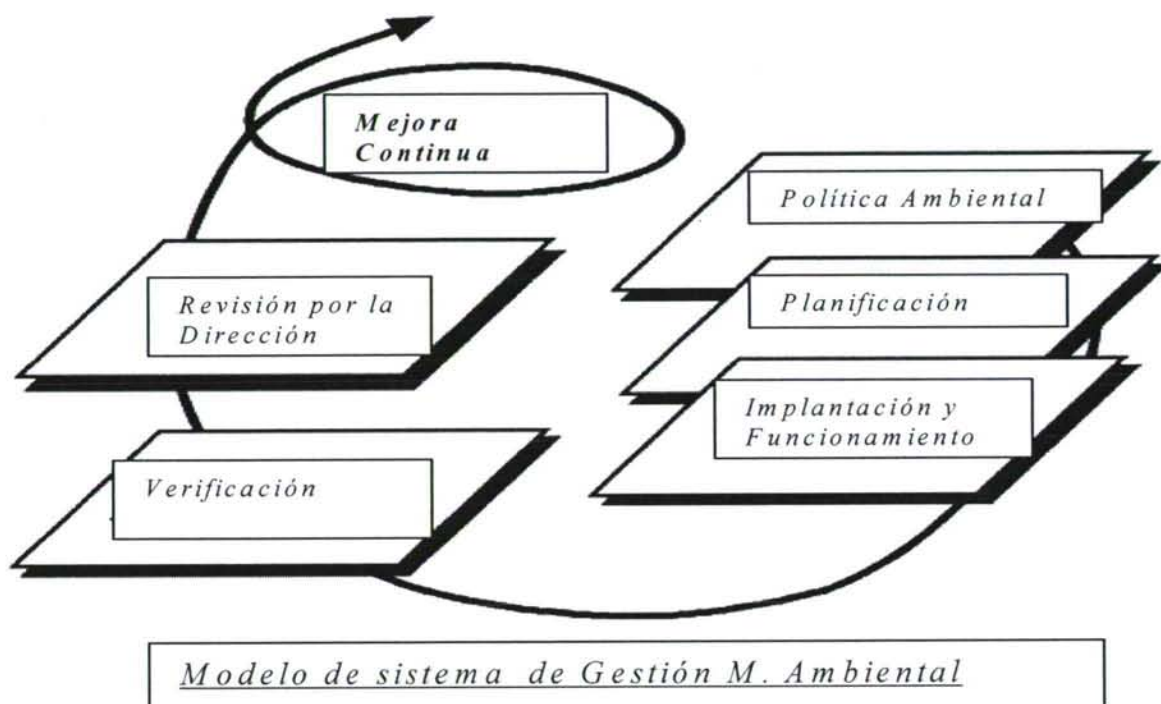 Mejora
Continua
Política Ambiental
Revisión por la
Dirección
Planificación
Implantación y
Funcionamiento
Verificación
Modelo de sistema de Gestión M. Ambiental